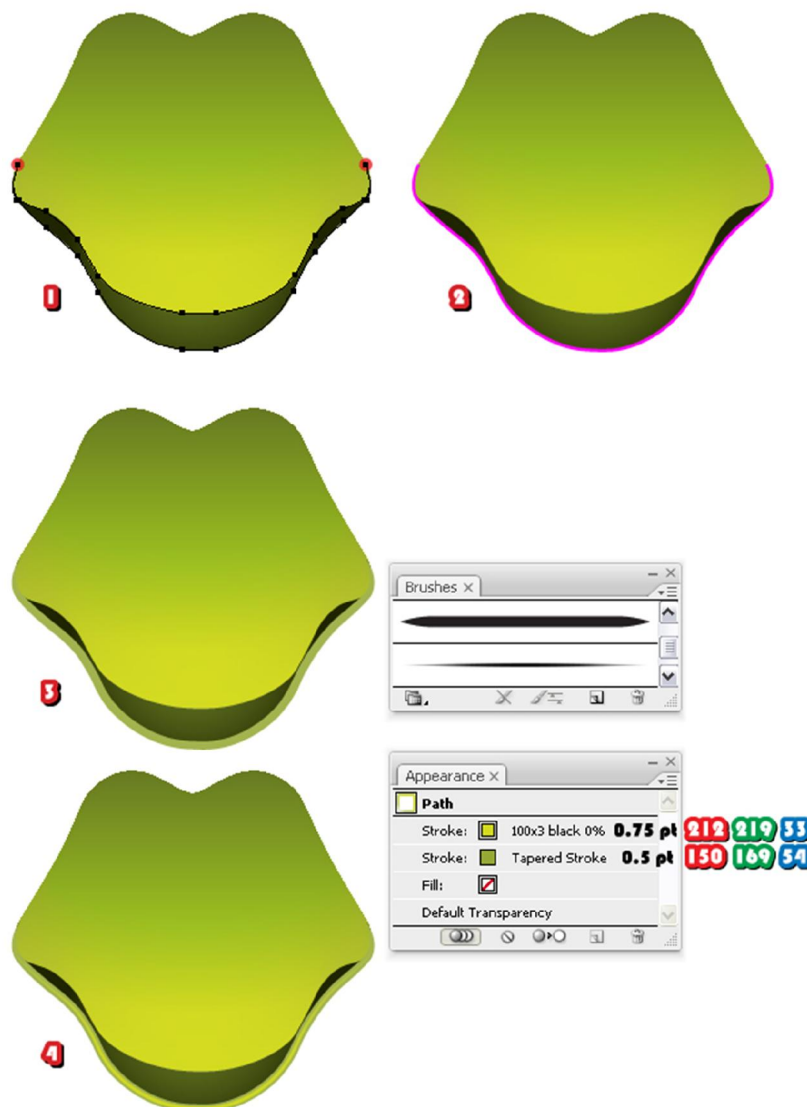 1
2
3
Brushes
4
Appearance
Path
Stroke: 100x3 black 0% 0.75 pt 212 219 33
Stroke: Tapered Stroke 0.5 pt 150 169 54
Fill:
Default Transparency